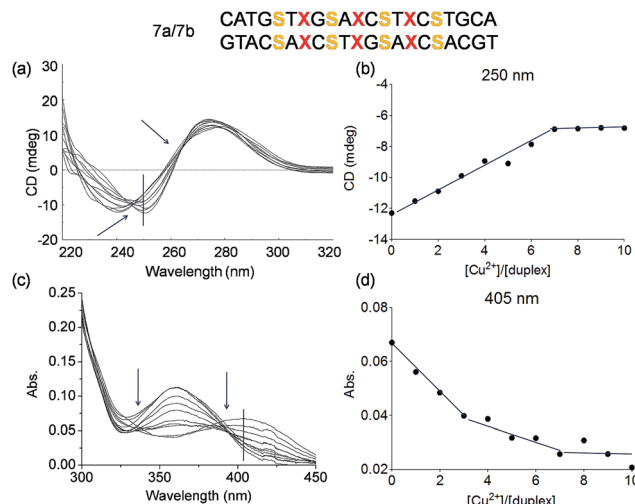 7a/7b
CATGSTXGSAXCSTXCSTGCA
GTACSAXCSTXGSAXCSACGT
(a)
20
10
0
-10
-20
CD (mdeg)
220 240 260 280 300 320
Wavelength (nm)
(b)
250 nm
-4
-6
-8
-10
-12
-14
CD (mdeg)
0 2 4 6 8 10
[Cu2+]/[duplex]
(c)
0.25
0.20
0.15
0.10
0.05
0.00
Abs.
300 350 400 450
Wavelength (nm)
(d)
405 nm
0.08
0.06
0.04
0.02
Abs.
0 2 4 6 8 10
[Cu2+]/[duplex]